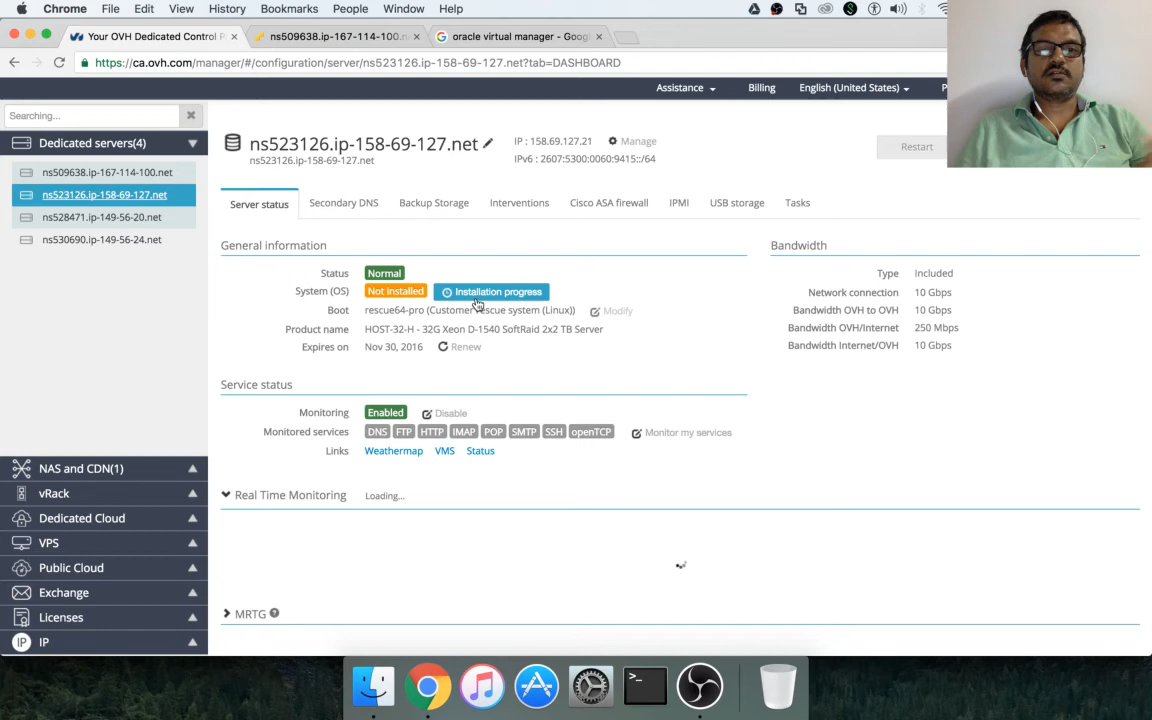 Chrome File Edit View History Bookmarks People Window Help
Your OVH Dedicated Control P
ns509638.ip-167-114-100.n
oracle virtual manager - Goog
https://ca.ovh.com/manager/#/configuration/server/ns523126.ip-158-69-127.net?tab=DASHBOARD
Assistance Billing English (United States) P
Searching...
Dedicated servers(4)
ns509638.ip-167-114-100.net
ns523126.ip-158-69-127.net
ns528471.ip-149-56-20.net
ns530690.ip-149-56-24.net
NAS and CDN(1)
vRack
Dedicated Cloud
VPS
Public Cloud
Exchange
Licenses
IP IP
ns523126.ip-158-69-127.net
ns523126.ip-158-69-127.net
IP : 158.69.127.21 Manage
IPv6 : 2607:5300:0060:9415::/64
Restart
Server status Secondary DNS Backup Storage Interventions Cisco ASA firewall IPMI USB storage Tasks
General information
Status Normal
System (OS) Not installed Installation progress
Boot rescue64-pro (Customer rescue system (Linux)) Modify
Product name HOST-32-H - 32G Xeon D-1540 SoftRaid 2x2 TB Server
Expires on Nov 30, 2016 Renew
Bandwidth
Type Included
Network connection 10 Gbps
Bandwidth OVH to OVH 10 Gbps
Bandwidth OVH/Internet 250 Mbps
Bandwidth Internet/OVH 10 Gbps
Service status
Monitoring Enabled Disable
Monitored services DNS FTP HTTP IMAP POP SMTP SSH openTCP Monitor my services
Links Weathermap VMS Status
Real Time Monitoring Loading...
MRTG ?